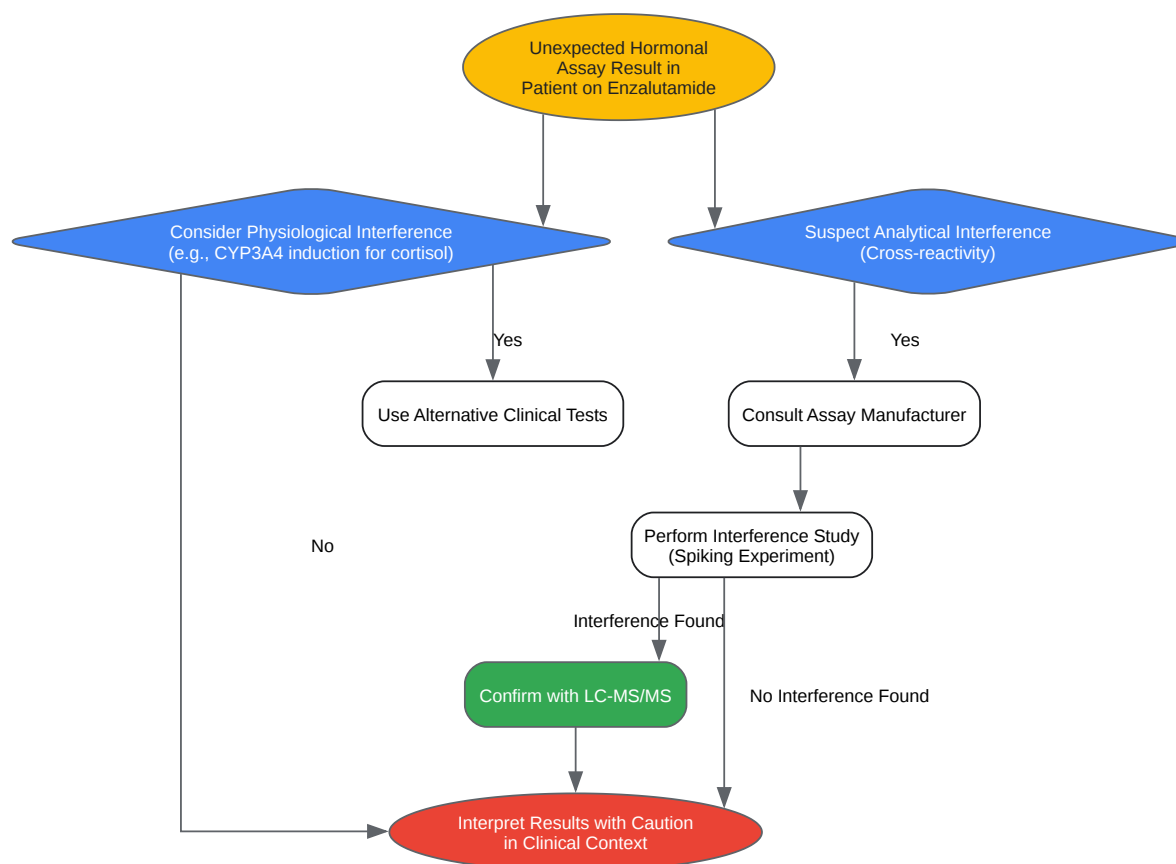 Unexpected Hormonal
Assay Result in
Patient on Enzalutamide
Consider Physiological Interference
(e.g., CYP3A4 induction for cortisol)
Suspect Analytical Interference
(Cross-reactivity)
Yes
Yes
Use Alternative Clinical Tests
Consult Assay Manufacturer
Perform Interference Study
(Spiking Experiment)
No
Interference Found
Confirm with LC-MS/MS
No Interference Found
Interpret Results with Caution
in Clinical Context